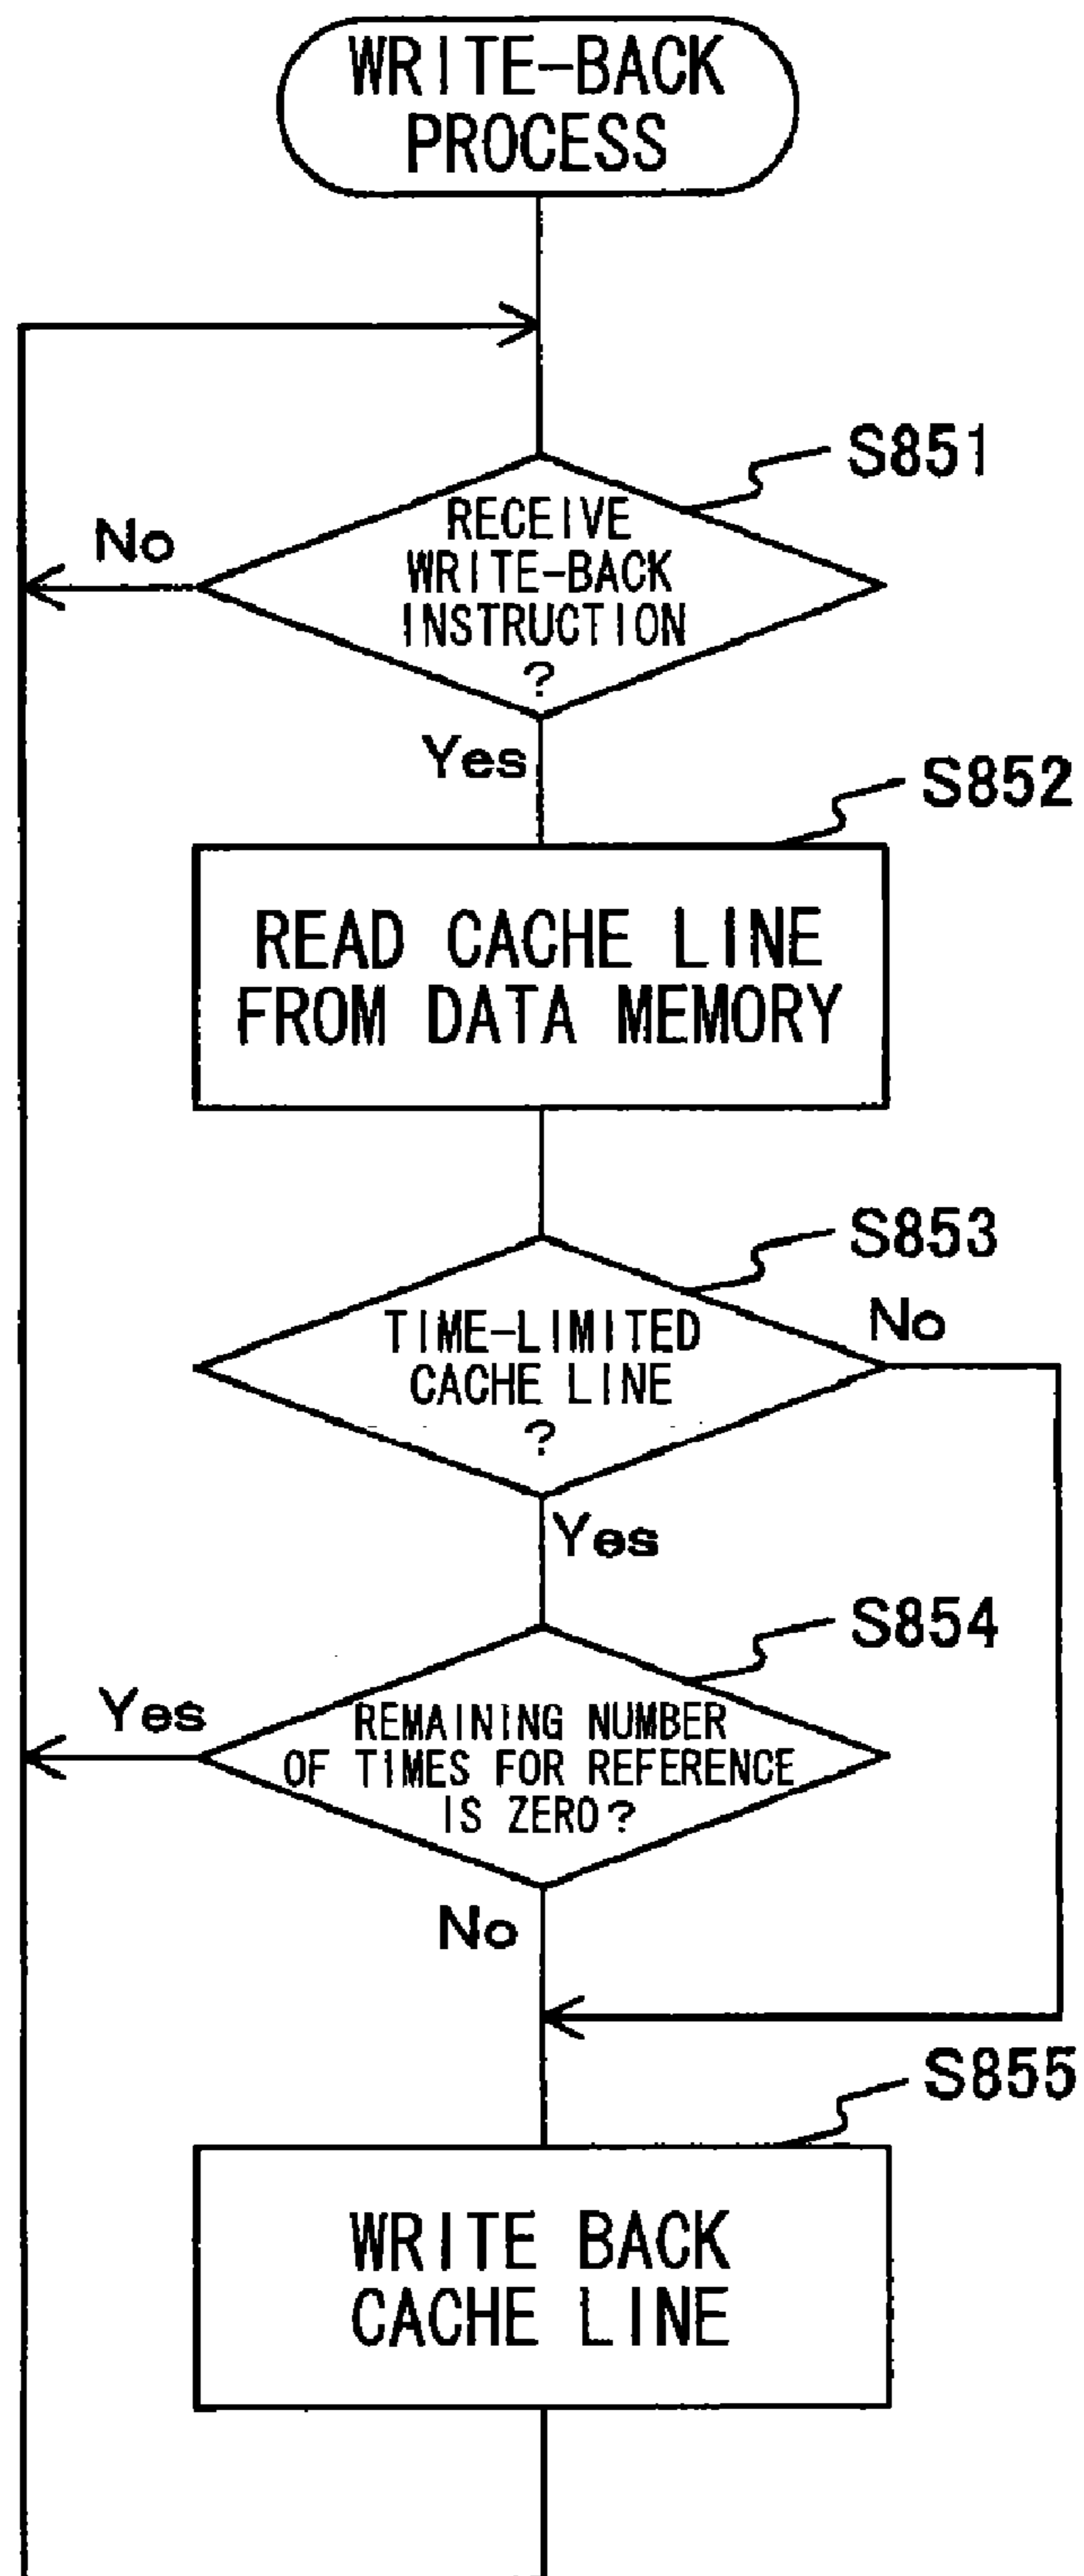 WRITE-BACK
PROCESS
S851
RECEIVE
WRITE-BACK
INSTRUCTION
?
No
Yes
S852
READ CACHE LINE
FROM DATA MEMORY
S853
TIME-LIMITED
CACHE LINE
?
No
Yes
S854
REMAINING NUMBER
OF TIMES FOR REFERENCE
IS ZERO?
Yes
No
S855
WRITE BACK
CACHE LINE